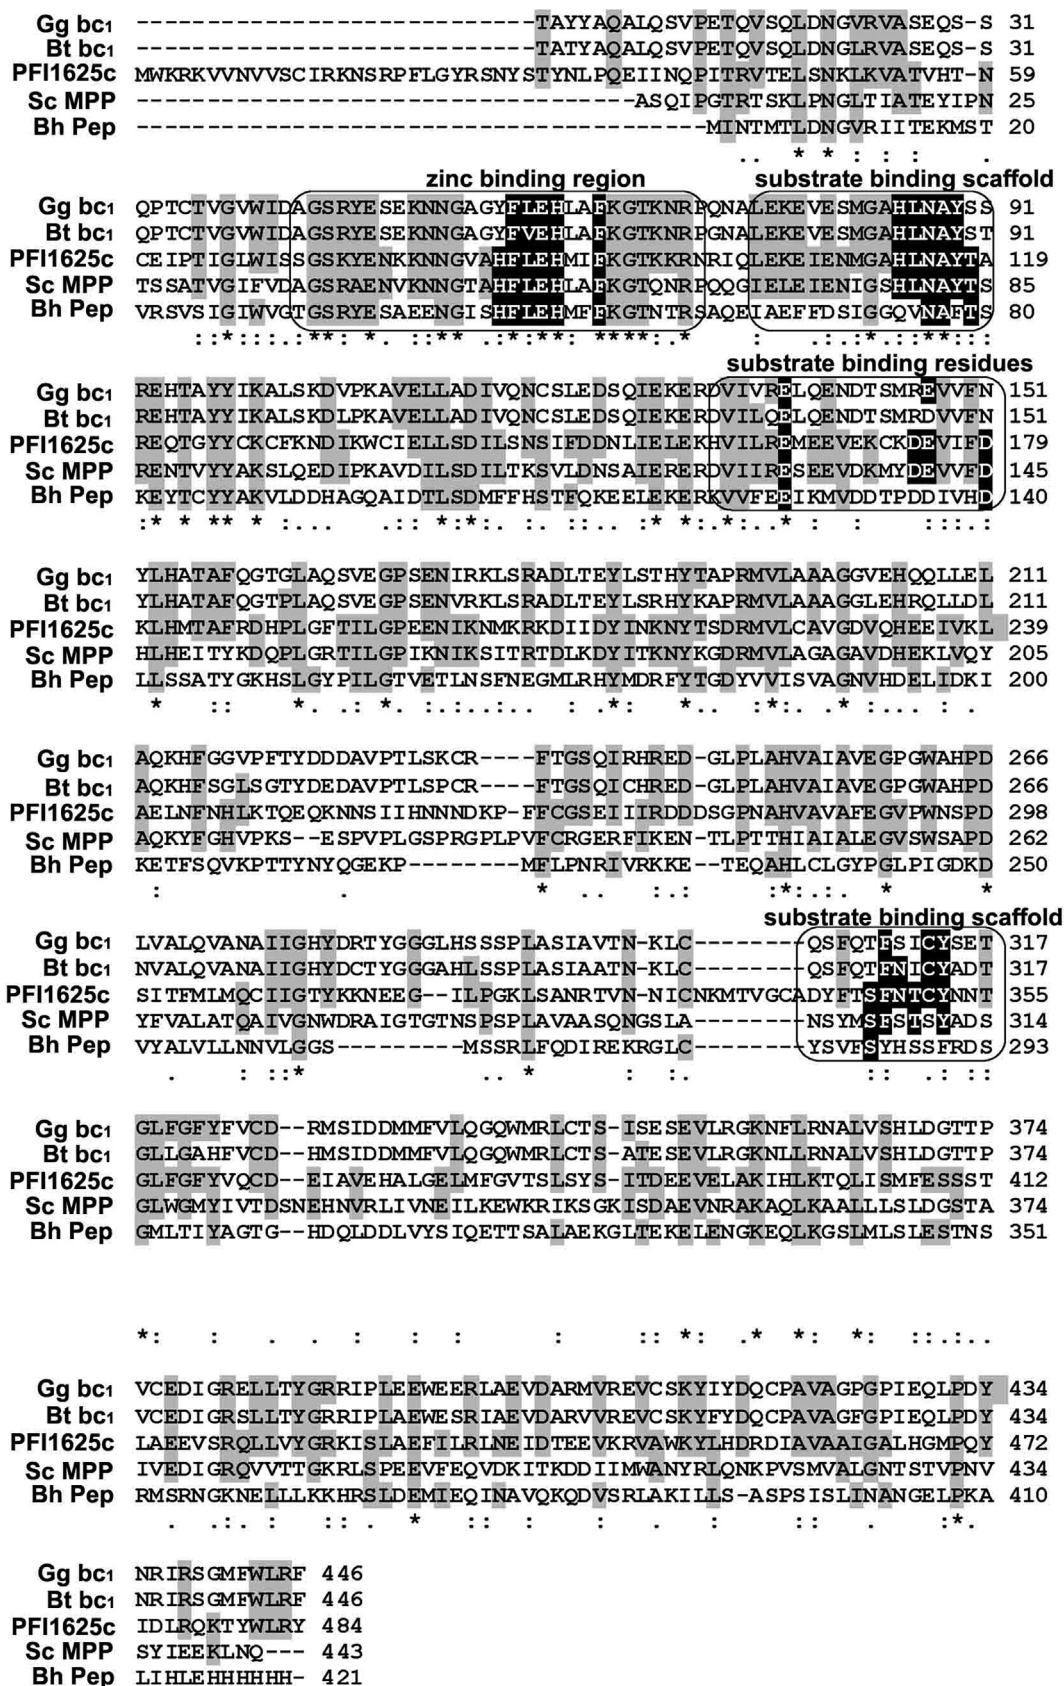 Gg bc1 ----------------------------TAYYAQALQSVPETQVSQLDNGVRVASEQS-S 31
Bt bc1 ----------------------------TATYAQALQSVPETQVSQLDNGLRVASEQS-S 31
PFI1625c MWKRKVVNVVSCIRKNSRPFLGYRSNYSTYNLPQEIINQPITRVTELSNKLKVATVHT-N 59
Sc MPP -----------------------------------ASQIPGTRTSKLPNGLTIATEYIPN 25
Bh Pep ----------------------------------------MINTMTLDNGVRIITEKMST 20
.. * * : : : .
zinc binding region substrate binding scaffold
Gg bc1 QPTCTVGVWIDAGSRYESEKNNGAGYFLEHLAFKGTKNRPQNALEKEVESMGAHLNAYSS 91
Bt bc1 QPTCTVGVWIDAGSRYESEKNNGAGYFVEHLAFKGTKNRPGNALEKEVESMGAHLNAYST 91
PFI1625c CEIPTIGLWISSGSKYENKKNNGVAHFLEHMIFKGTKKRNRIQLEKEIENMGAHLNAYTA 119
Sc MPP TSSATVGIFVDAGSRAENVKNNGTAHFLEHLAFKGTQNRPQQGIELEIENIGSHLNAYTS 85
Bh Pep VRSVSIGIWVGTGSRYESAEENGISHFLEHMFFKGTNTRSAQEIAEFFDSIGGQVNAFTS 80
::*:::.:**: *. ::** .:*:**: ****:.* : .:.:*.::**::*
substrate binding residues
Gg bc1 REHTAYYIKALSKDVPKAVELLADIVQNCSLEDSQIEKERDVIVRELQENDTSMREVVFN 151
Bt bc1 REHTAYYIKALSKDLPKAVELLADIVQNCSLEDSQIEKERDVILQELQENDTSMRDVVFN 151
PFI1625c REQTGYYCKCFKNDIKWCIELLSDILSNSIFDDNLIELEKHVILREMEEVEKCKDEVIFD 179
Sc MPP RENTVYYAKSLQEDIPKAVDILSDILTKSVLDNSAIERERDVIIRESEEVDKMYDEVVFD 145
Bh Pep KEYTCYYAKVLDDHAGQAIDTLSDMFFHSTFQKEELEKERKVVFEEIKMVDDTPDDIVHD 140
:* * ** * :... .:: *:*:. :. ::.. :* *:.*:. * : : :::. :
Gg bc1 YLHATAFQGTGLAQSVEGPSENIRKLSRADLTEYLSTHYTAPRMVLAAAGGVEHQQLLEL 211
Bt bc1 YLHATAFQGTPLAQSVEGPSENVRKLSRADLTEYLSRHYKAPRMVLAAAGGLEHRQLLDL 211
PFI1625c KLHMTAFRDHPLGFTILGPEENIKNMKRKDIIDYINKNYTSDRMVLCAVGDVQHEEIVKL 239
Sc MPP HLHEITYKDQPLGRTILGPIKNIKSITRTDLKDYITKNYKGDRMVLAGAGAVDHEKLVQY 205
Bh Pep LLSSATYGKHSLGYPILGTVETLNSFNEGMLRHYMDRFYTGDYVVISVAGNVHDELIDKI 200
* :: *. .: *. :.:..:.. : .*: *.. :*: .* :.... : .
Gg bc1 AQKHFGGVPFTYDDDAVPTLSKCR----FTGSQIRHRED-GLPLAHVAIAVEGPGWAHPD 266
Bt bc1 AQKHFSGLSGTYDEDAVPTLSPCR----FTGSQICHRED-GLPLAHVAIAVEGPGWAHPD 266
PFI1625c AELNFNHLKTQEQKNNSIIHNNNDKP-FFCGSEIIIRDDDSGPNAHVAVAFEGVPWNSPD 298
Sc MPP AQKYFGHVPKS--ESPVPLGSPRGPLPVFCRGERFIKEN-TLPTTHIAIALEGVSWSAPD 262
Bh Pep KETFSQVKPTTYNYQGEKP--------MFLPNRIVRKKE--TEQAHLCLGYPGLPIGDKD 250
: . * .. :.: :*:.:. * *
substrate binding scaffold
Gg bc1 LVALQVANAIIGHYDRTYGGGLHSSSPLASIAVTN-KLC--------QSFQTFSICYSET 317
Bt bc1 NVALQVANAIIGHYDCTYGGGAHLSSPLASIAATN-KLC--------QSFQTFNICYADT 317
PFI1625c SITFMLMQCIIGTYKKNEEG--ILPGKLSANRTVN-NICNKMTVGCADYFTSFNTCYNNT 355
Sc MPP YFVALATQAIVGNWDRAIGTGTNSPSPLAVAASQNGSLA--------NSYMSFSTSYADS 314
Bh Pep VYALVLLNNVLGGS---------MSSRLFQDIREKRGLC--------YSVFSYHSSFRDS 293
. : ::* .. * : : :: .: ::
Gg bc1 GLFGFYFVCD--RMSIDDMMFVLQGQWMRLCTS-ISESEVLRGKNFLRNALVSHLDGTTP 374
Bt bc1 GLLGAHFVCD--HMSIDDMMFVLQGQWMRLCTS-ATESEVLRGKNLLRNALVSHLDGTTP 374
PFI1625c GLFGFYVQCD--EIAVEHALGELMFGVTSLSYS-ITDEEVELAKIHLKTQLISMFESSST 412
Sc MPP GLWGMYIVTDSNEHNVRLIVNEILKEWKRIKSGKISDAEVNRAKAQLKAALLLSLDGSTA 374
Bh Pep GMLTIYAGTG--HDQLDDLVYSIQETTSALAEKGLTEKELENGKEQLKGSLMLSLESTNS 351
*: : . . : : : : :: *: .* *: *: ::.:..
Gg bc1 VCEDIGRELLTYGRRIPLEEWEERLAEVDARMVREVCSKYIYDQCPAVAGPGPIEQLPDY 434
Bt bc1 VCEDIGRSLLTYGRRIPLAEWESRIAEVDARVVREVCSKYFYDQCPAVAGFGPIEQLPDY 434
PFI1625c LAEEVSRQLLVYGRKISLAEFILRLNEIDTEEVKRVAWKYLHDRDIAVAAIGALHGMPQY 472
Sc MPP IVEDIGRQVVTTGKRLSPEEVFEQVDKITKDDIIMWANYRLQNKPVSMVALGNTSTVPNV 434
Bh Pep RMSRNGKNELLLKKHRSLDEMIEQINAVQKQDVSRLAKILLS-ASPSISLINANGELPKA 410
. .:. : :: . * :: : : . : :: . :*.
Gg bc1 NRIRSGMFWLRF 446
Bt bc1 NRIRSGMFWLRF 446
PFI1625c IDLRQKTYWLRY 484
Sc MPP SYIEEKLNQ--- 443
Bh Pep LIHLEHHHHHH- 421